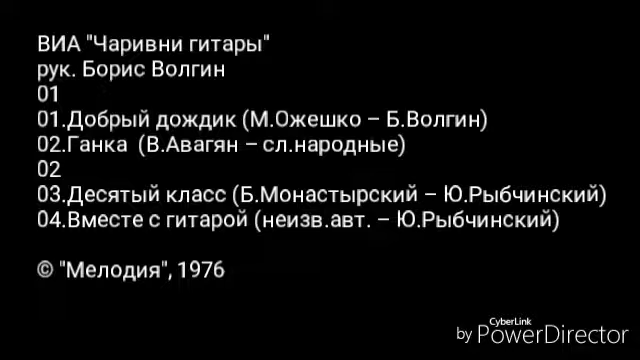 ВИА "Чаривни гитары"
рук. Борис Волгин
01
01.Добрый дождик (М.Ожешко – Б.Волгин)
02.Ганка (В.Авагян – сл.народные)
02
03.Десятый класс (Б.Монастырский – Ю.Рыбчинский)
04.Вместе с гитарой (неизв.авт. – Ю.Рыбчинский)
© "Мелодия", 1976
CyberLink
by PowerDirector